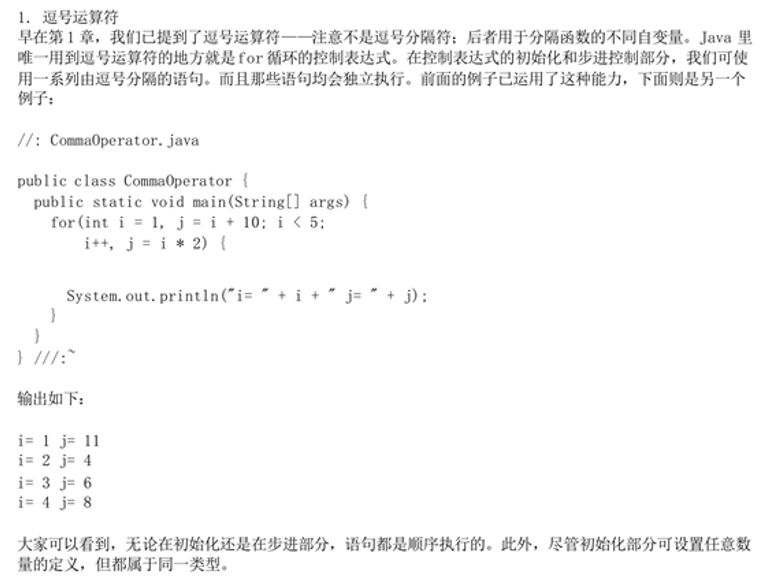 1. 逗号运算符
早在第1章，我们已提到了逗号运算符——注意不是逗号分隔符；后者用于分隔函数的不同自变量。Java里
唯一用到逗号运算符的地方就是for循环的控制表达式。在控制表达式的初始化和步进控制部分，我们可使
用一系列由逗号分隔的语句。而且那些语句均会独立执行。前面的例子已运用了这种能力，下面则是另一个
例子：
//: CommaOperator.java
public class CommaOperator {
  public static void main(String[] args) {
    for(int i = 1, j = i + 10; i < 5;
        i++, j = i * 2) {
      System.out.println("i= " + i + " j= " + j);
    }
  }
} ///:~
输出如下：
i= 1 j= 11
i= 2 j= 4
i= 3 j= 6
i= 4 j= 8
大家可以看到，无论在初始化还是在步进部分，语句都是顺序执行的。此外，尽管初始化部分可设置任意数
量的定义，但都属于同一类型。